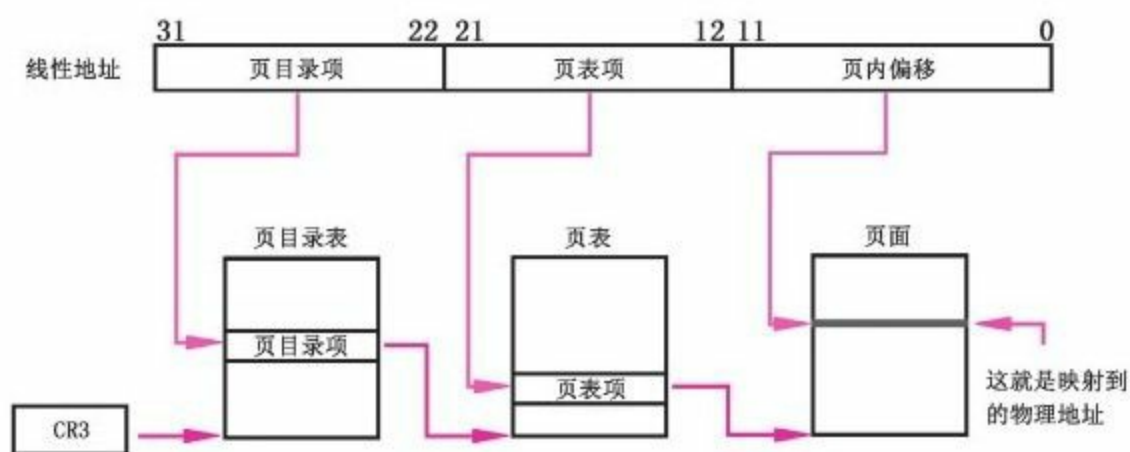 31 22 21 12 11 0
线性地址 页目录项 页表项 页内偏移
页目录表 页表 页面
页目录项
页表项
这就是映射到
的物理地址
CR3